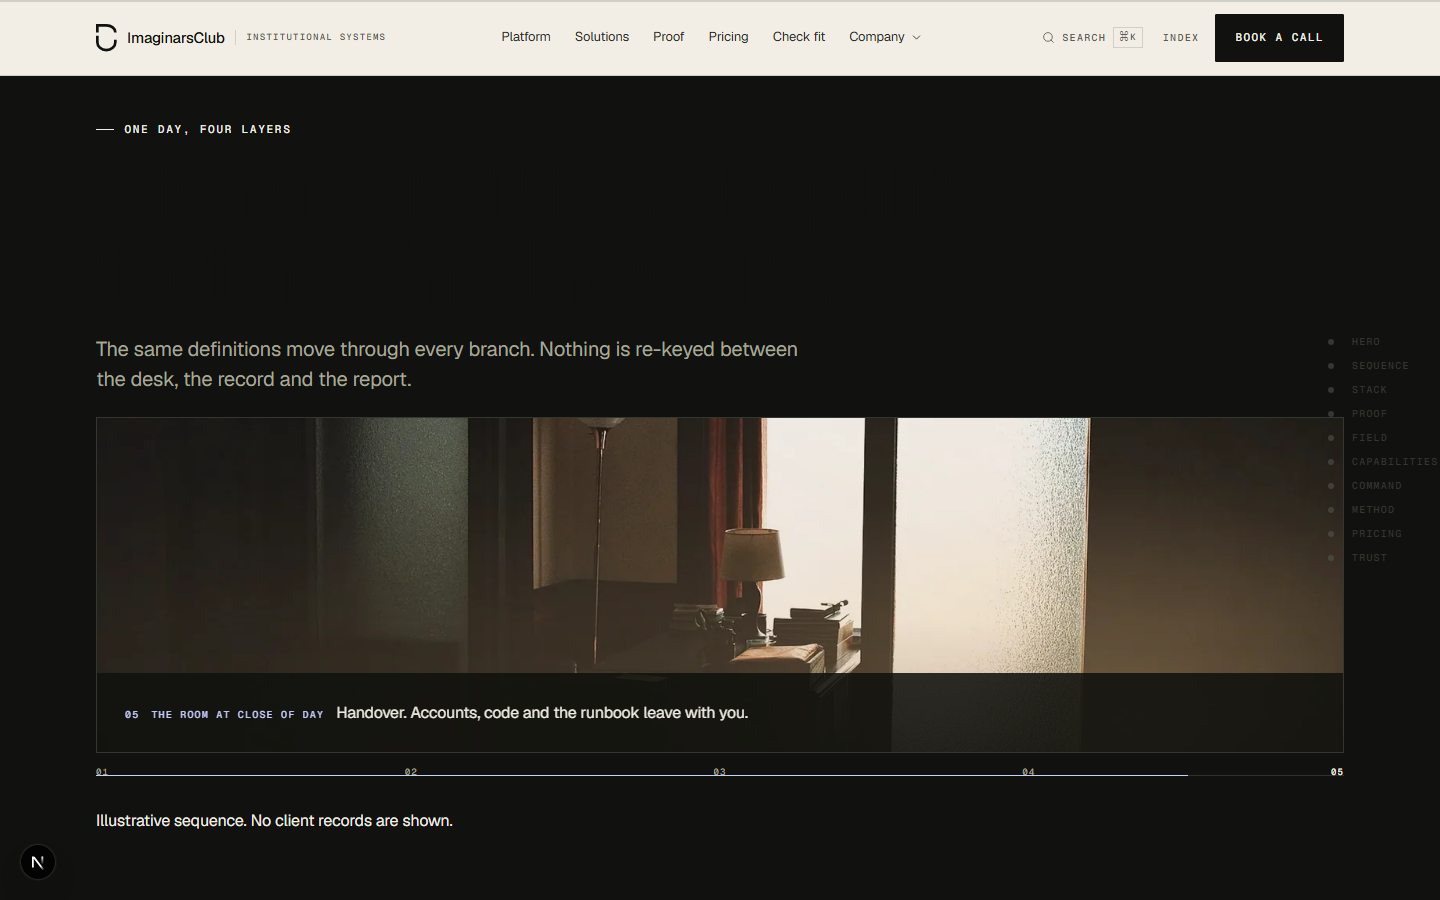 ImaginarsClub
INSTITUTIONAL SYSTEMS
Platform
Solutions
Proof
Pricing
Check fit
Company
SEARCH
⌘K
INDEX
BOOK A CALL
ONE DAY, FOUR LAYERS
The same definitions move through every branch. Nothing is re-keyed between
the desk, the record and the report.
HERO
SEQUENCE
STACK
PROOF
FIELD
CAPABILITIES
COMMAND
METHOD
PRICING
TRUST
05 THE ROOM AT CLOSE OF DAY Handover. Accounts, code and the runbook leave with you.
01 02 03 04 05
Illustrative sequence. No client records are shown.
N